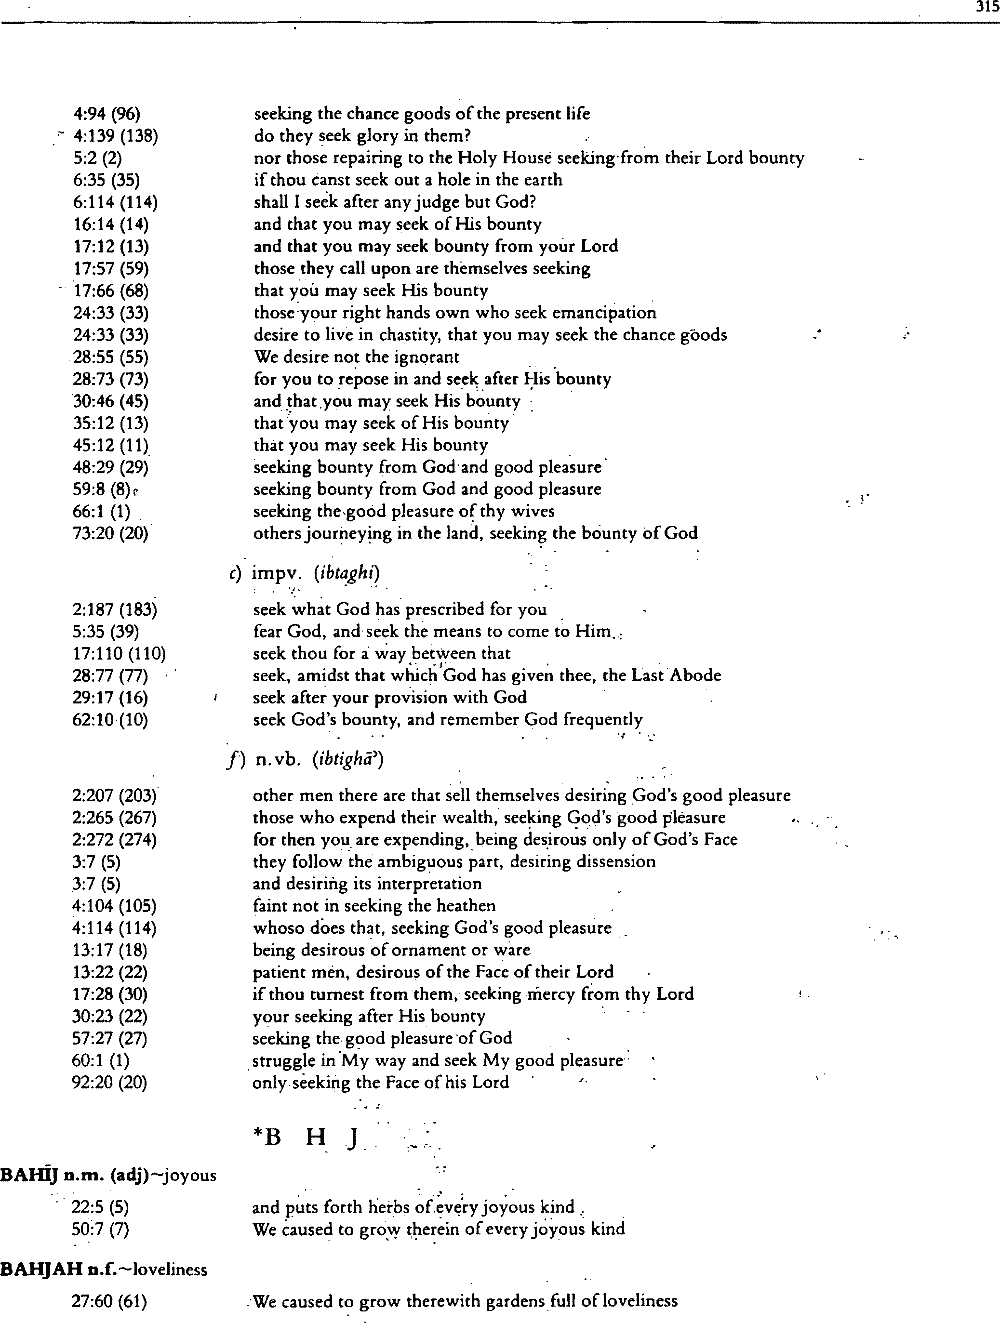 315
4:94 (96) seeking the chance goods of the present life
4:139 (138) do they seek glory in them?
5:2 (2) nor those repairing to the Holy House seeking from their Lord bounty
6:35 (35) if thou canst seek out a hole in the earth
6:114 (114) shall I seek after any judge but God?
16:14 (14) and that you may seek of His bounty
17:12 (13) and that you may seek bounty from your Lord
17:57 (59) those they call upon are themselves seeking
17:66 (68) that you may seek His bounty
24:33 (33) those your right hands own who seek emancipation
24:33 (33) desire to live in chastity, that you may seek the chance goods
28:55 (55) We desire not the ignorant
28:73 (73) for you to repose in and seek after His bounty
30:46 (45) and that you may seek His bounty
35:12 (13) that you may seek of His bounty
45:12 (11) that you may seek His bounty
48:29 (29) seeking bounty from God and good pleasure
59:8 (8) seeking bounty from God and good pleasure
66:1 (1) seeking the good pleasure of thy wives
73:20 (20) others journeying in the land, seeking the bounty of God
c) impv. (ibtaghi)
2:187 (183) seek what God has prescribed for you
5:35 (39) fear God, and seek the means to come to Him
17:110 (110) seek thou for a way between that
28:77 (77) seek, amidst that which God has given thee, the Last Abode
29:17 (16) seek after your provision with God
62:10 (10) seek God's bounty, and remember God frequently
f) n.vb. (ibtighāʾ)
2:207 (203) other men there are that sell themselves desiring God's good pleasure
2:265 (267) those who expend their wealth, seeking God's good pleasure
2:272 (274) for then you are expending, being desirous only of God's Face
3:7 (5) they follow the ambiguous part, desiring dissension
3:7 (5) and desiring its interpretation
4:104 (105) faint not in seeking the heathen
4:114 (114) whoso does that, seeking God's good pleasure
13:17 (18) being desirous of ornament or ware
13:22 (22) patient men, desirous of the Face of their Lord
17:28 (30) if thou turnest from them, seeking mercy from thy Lord
30:23 (22) your seeking after His bounty
57:27 (27) seeking the good pleasure of God
60:1 (1) struggle in My way and seek My good pleasure
92:20 (20) only seeking the Face of his Lord
*B H J
BAHĪJ n.m. (adj)~joyous
22:5 (5) and puts forth herbs of every joyous kind
50:7 (7) We caused to grow therein of every joyous kind
BAHJAH n.f.~loveliness
27:60 (61) We caused to grow therewith gardens full of loveliness